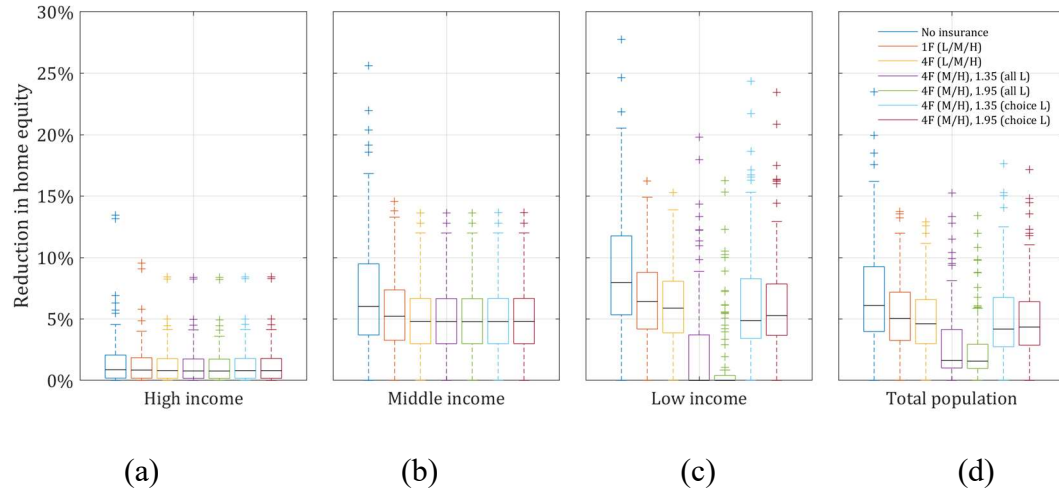 30%
25%
20%
15%
10%
5%
0%
Reduction in home equity
No insurance
1F (L/M/H)
4F (L/M/H)
4F (M/H), 1.35 (all L)
4F (M/H), 1.95 (all L)
4F (M/H), 1.35 (choice L)
4F (M/H), 1.95 (choice L)
High income
Middle income
Low income
Total population
(a)
(b)
(c)
(d)